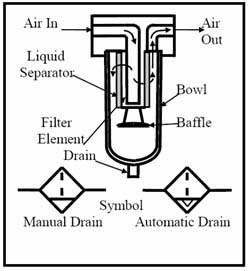 Air In
Air
Out
Liquid
Separator
Bowl
Filter
Element
Baffle
Drain
Symbol
Manual Drain
Automatic Drain